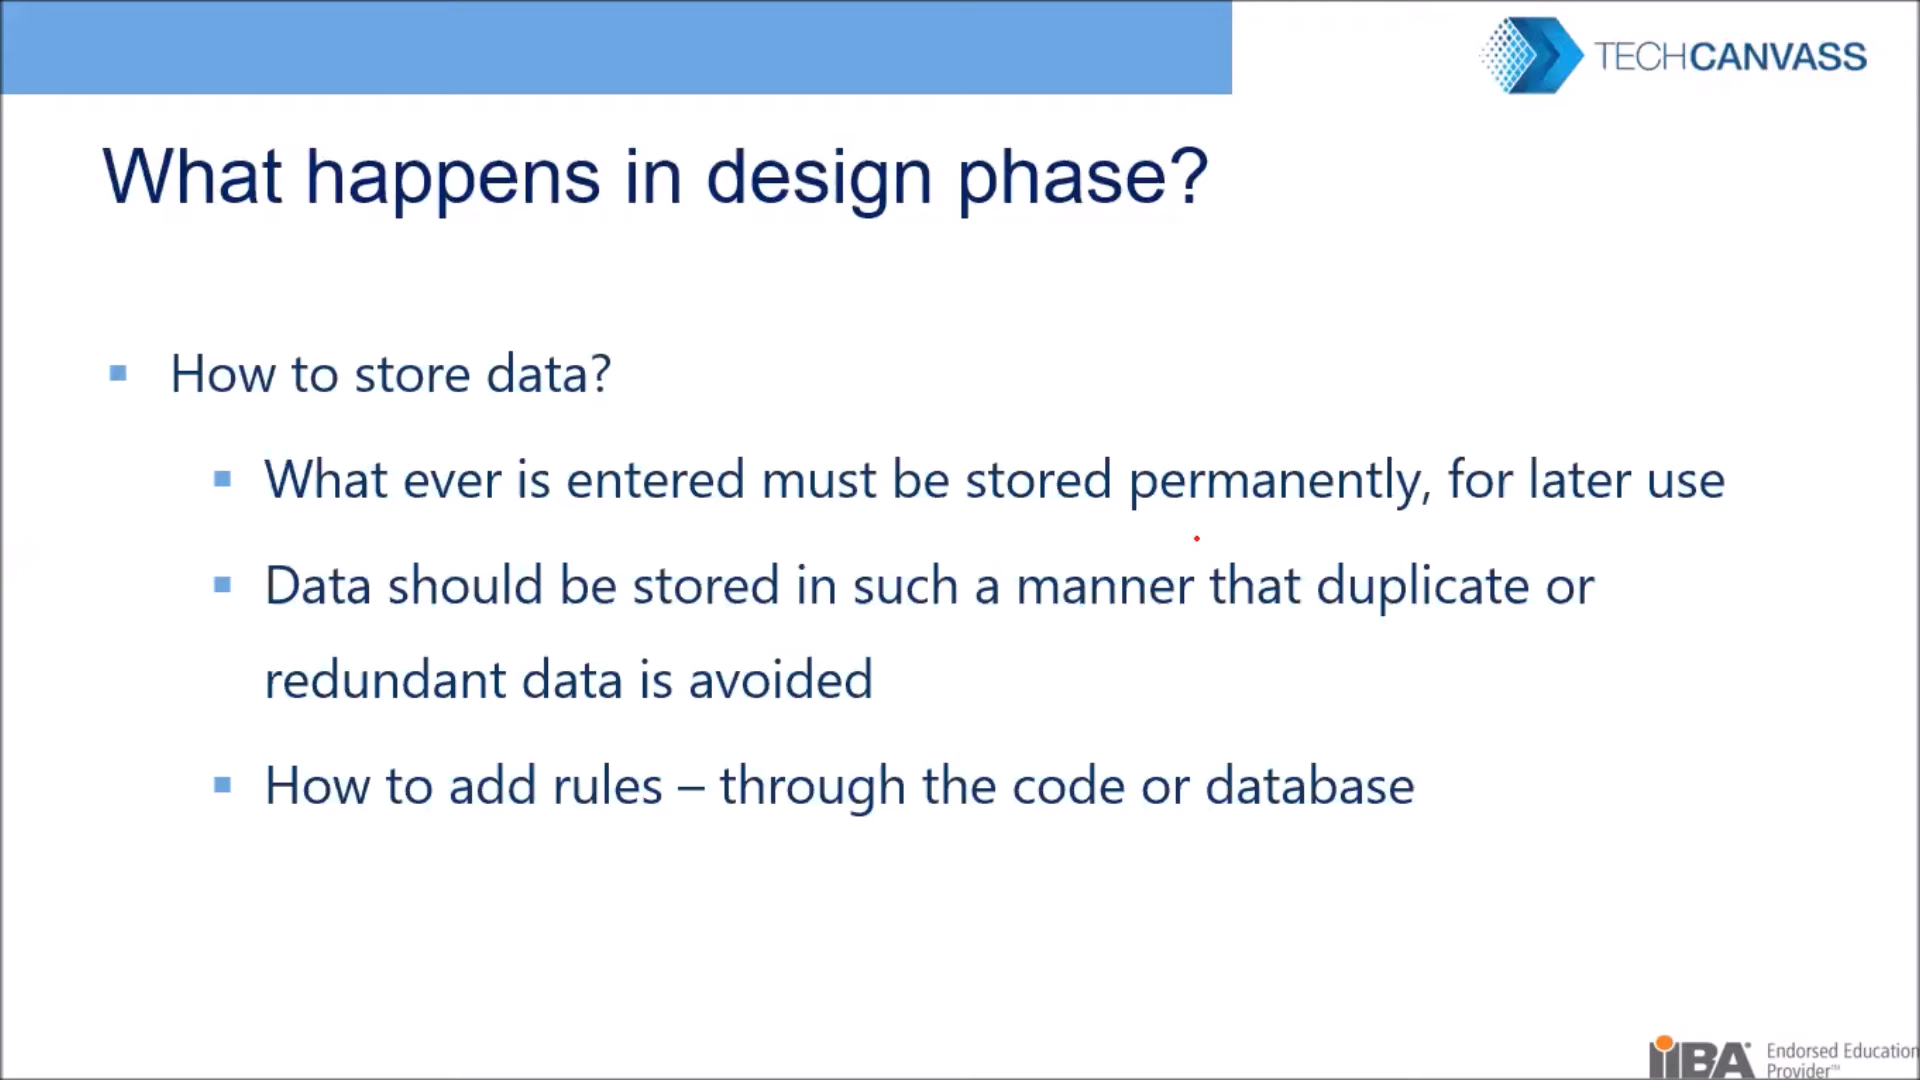 TECHCANVASS
What happens in design phase?
How to store data?
What ever is entered must be stored permanently, for later use
Data should be stored in such a manner that duplicate or
redundant data is avoided
How to add rules – through the code or database
IIBA Endorsed Education
Provider™